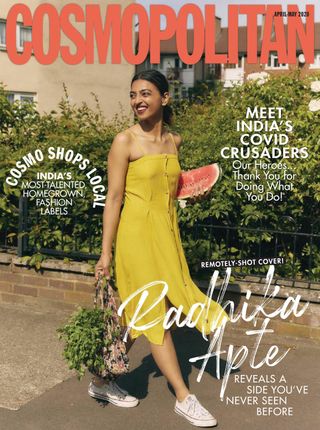 COSMOPOLITAN
APRIL-MAY 2020
MEET
INDIA'S
COVID
CRUSADERS
Our Heroes...
Thank You for
Doing What
You Do!
COSMO SHOPS LOCAL
INDIA'S
MOST-TALENTED
HOMEGROWN
FASHION
LABELS
REMOTELY-SHOT COVER!
Radhika
Apte
REVEALS A
SIDE YOU'VE
NEVER SEEN
BEFORE